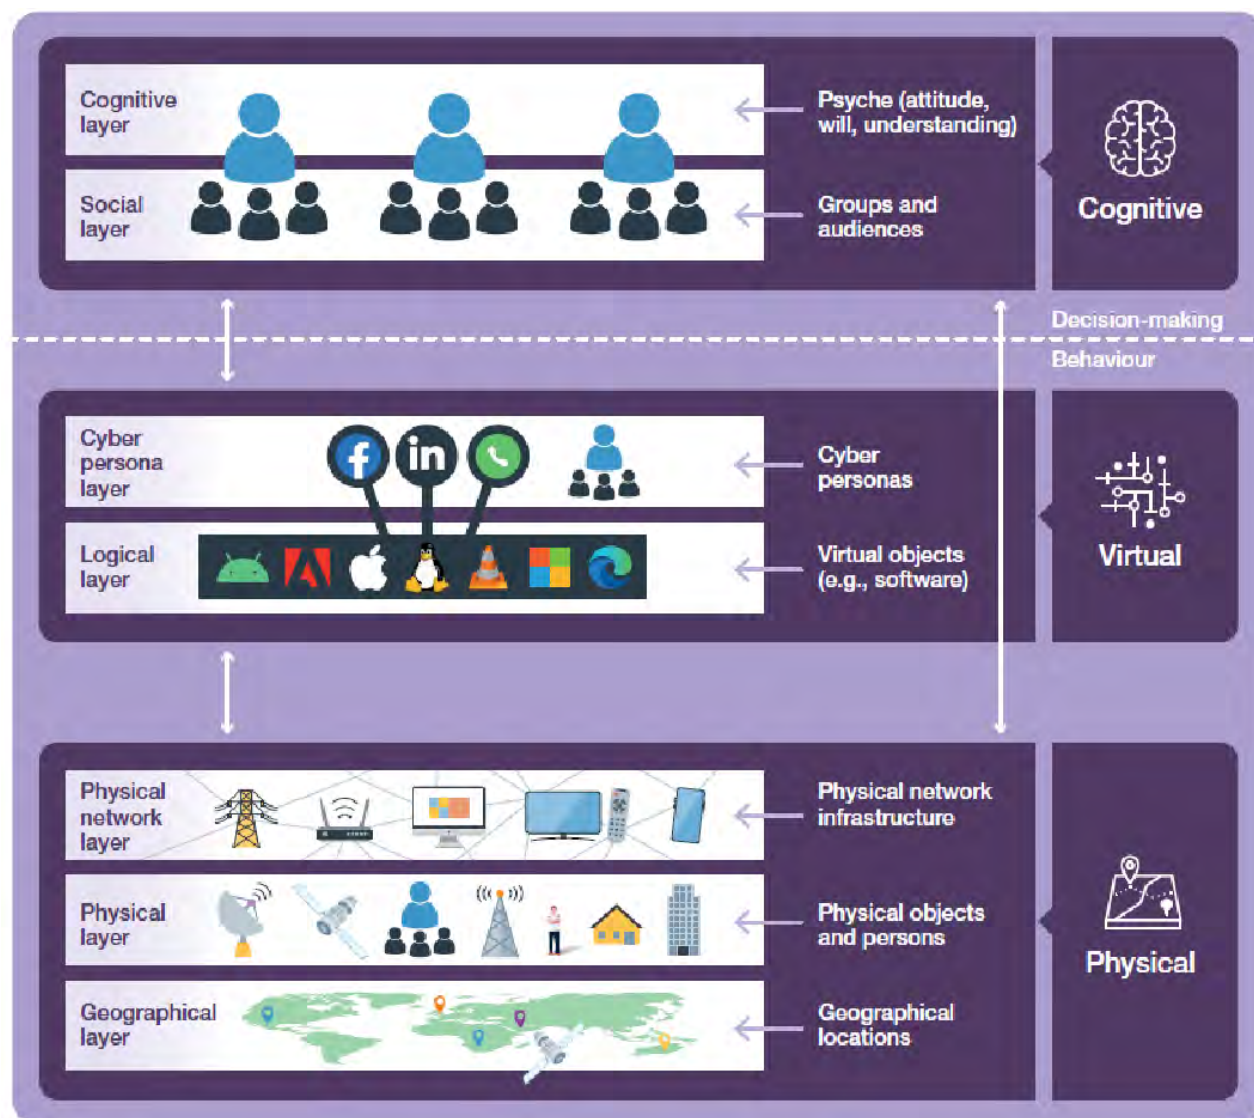 Cognitive
layer
Psyche (attitude,
will, understanding)
Social
layer
Groups and
audiences
Cognitive
Decision-making
Behaviour
Cyber
persona
layer
f
in
Cyber
personas
Logical
layer
Virtual objects
(e.g., software)
Virtual
Physical
network
layer
Physical network
infrastructure
Physical
layer
Physical objects
and persons
Geographical
layer
Geographical
locations
Physical